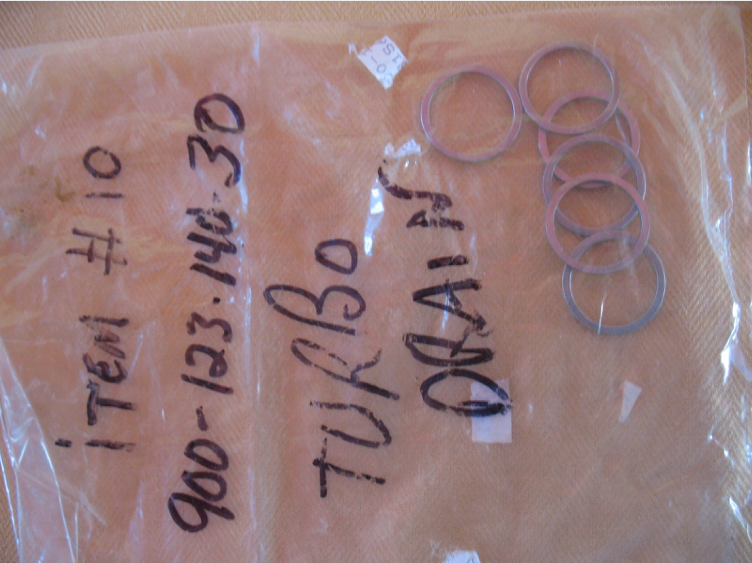 iTEM # 10
900-123.140.30
TURBO
DRAIN